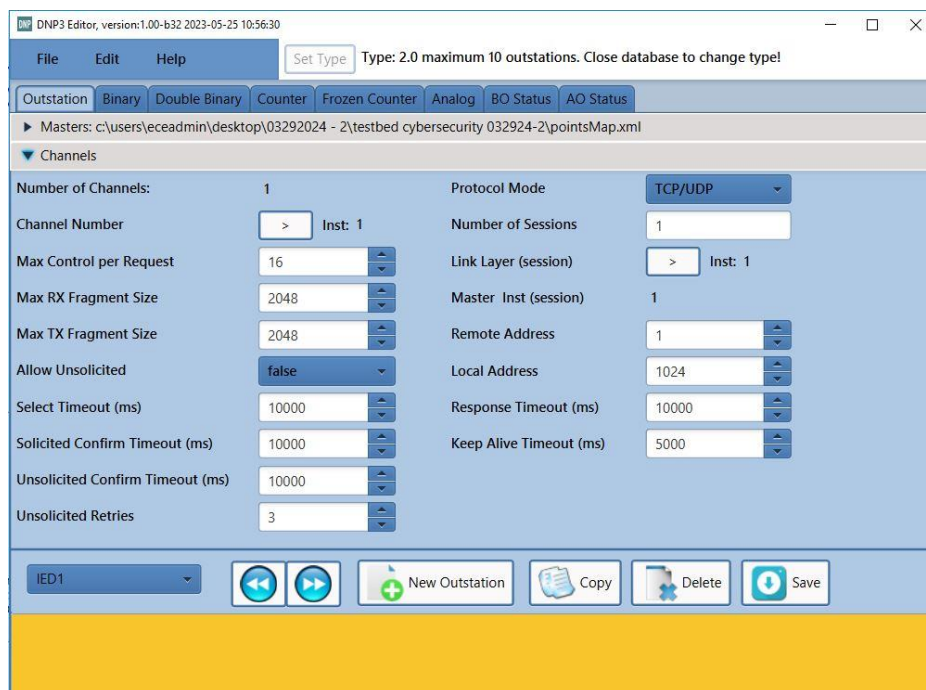 DNP DNP3 Editor, version:1.00-b32 2023-05-25 10:56:30
File Edit Help Set Type Type: 2.0 maximum 10 outstations. Close database to change type!
Outstation Binary Double Binary Counter Frozen Counter Analog BO Status AO Status
Masters: c:\users\eceadmin\desktop\03292024 - 2\testbed cybersecurity 032924-2\pointsMap.xml
Channels
Number of Channels: 1 Protocol Mode TCP/UDP
Channel Number > Inst: 1 Number of Sessions 1
Max Control per Request 16 Link Layer (session) > Inst: 1
Max RX Fragment Size 2048 Master Inst (session) 1
Max TX Fragment Size 2048 Remote Address 1
Allow Unsolicited false Local Address 1024
Select Timeout (ms) 10000 Response Timeout (ms) 10000
Solicited Confirm Timeout (ms) 10000 Keep Alive Timeout (ms) 5000
Unsolicited Confirm Timeout (ms) 10000
Unsolicited Retries 3
IED1 New Outstation Copy Delete Save